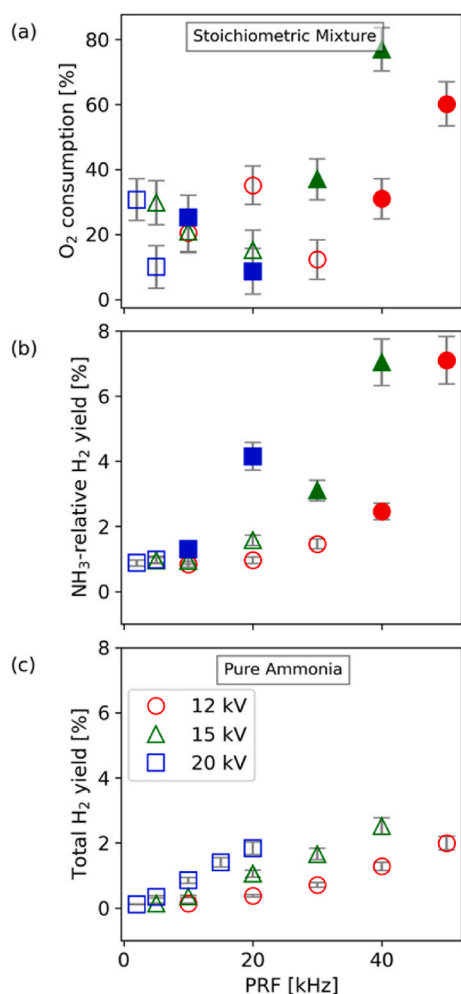 (a)
Stoichiometric Mixture
O₂ consumption [%]
80
60
40
20
0
(b)
NH₃-relative H₂ yield [%]
8
6
4
2
0
(c)
Pure Ammonia
Total H₂ yield [%]
8
6
4
2
0
12 kV
15 kV
20 kV
0 20 40
PRF [kHz]